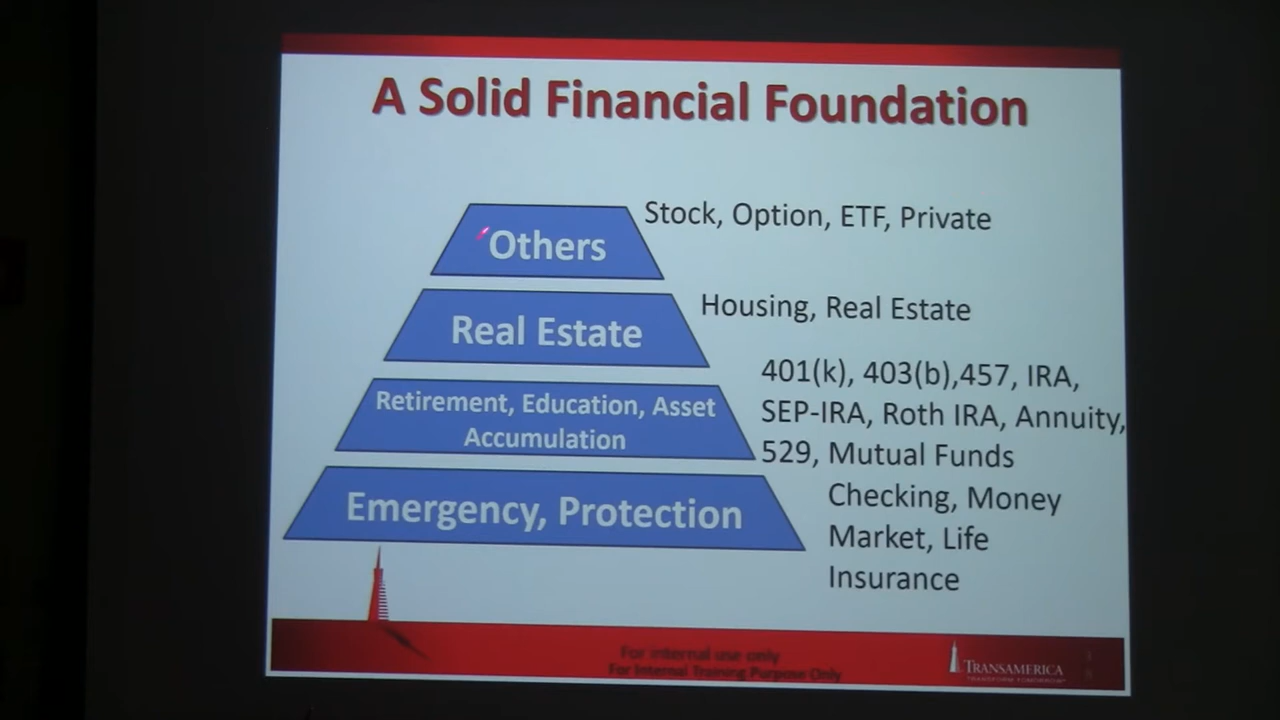 A Solid Financial Foundation
Others
Stock, Option, ETF, Private
Real Estate
Housing, Real Estate
Retirement, Education, Asset
Accumulation
401(k), 403(b),457, IRA,
SEP-IRA, Roth IRA, Annuity,
529, Mutual Funds
Emergency, Protection
Checking, Money
Market, Life
Insurance
For internal use only
For Internal Training Purpose Only
TRANSAMERICA
TRANSFORM TOMORROW